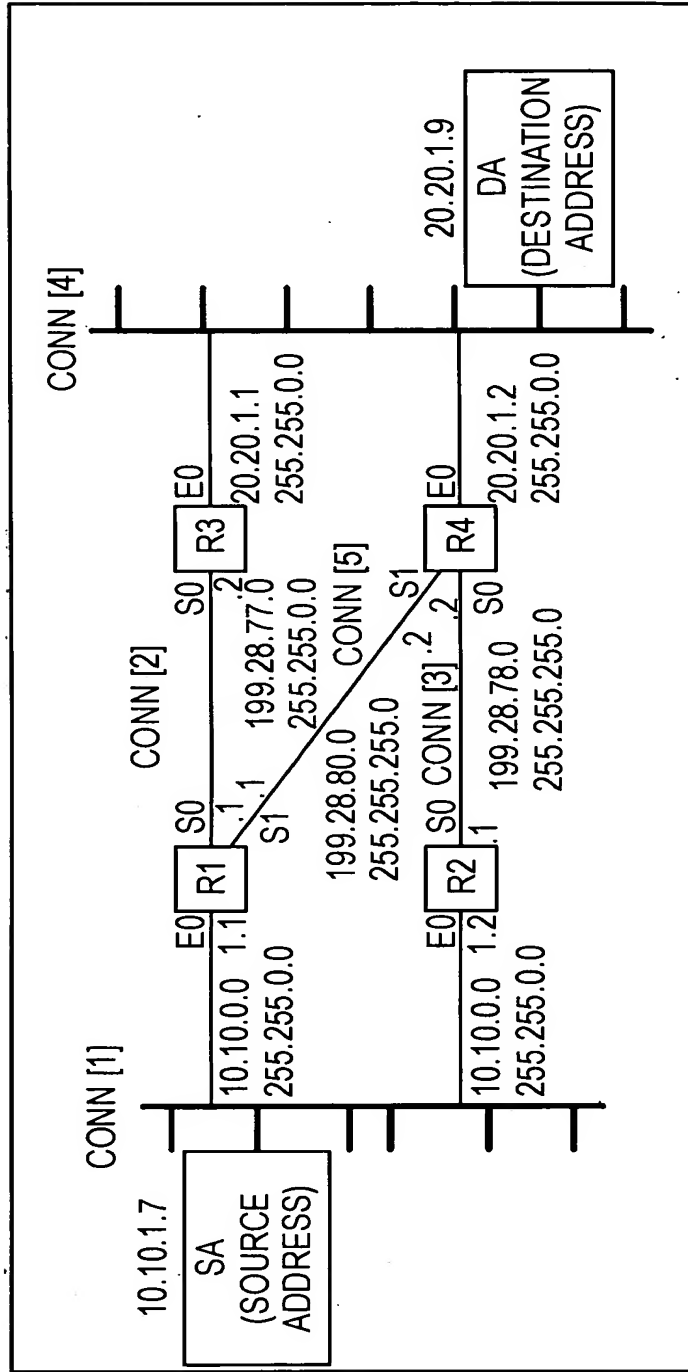 CONN [1]
10.10.1.7
SA
(SOURCE
ADDRESS)
E0
R1
S0
1.1
.1
.1
S1
10.10.0.0
255.255.0.0
CONN [2]
S0
R3
E0
.2
20.20.1.1
255.255.0.0
199.28.77.0
255.255.0.0
CONN [5]
CONN [4]
199.28.80.0
255.255.255.0
CONN [3]
S1
.2
.2
E0
R2
S0
1.2
.1
10.10.0.0
255.255.0.0
199.28.78.0
255.255.255.0
R4
E0
S0
20.20.1.2
255.255.0.0
20.20.1.9
DA
(DESTINATION
ADDRESS)